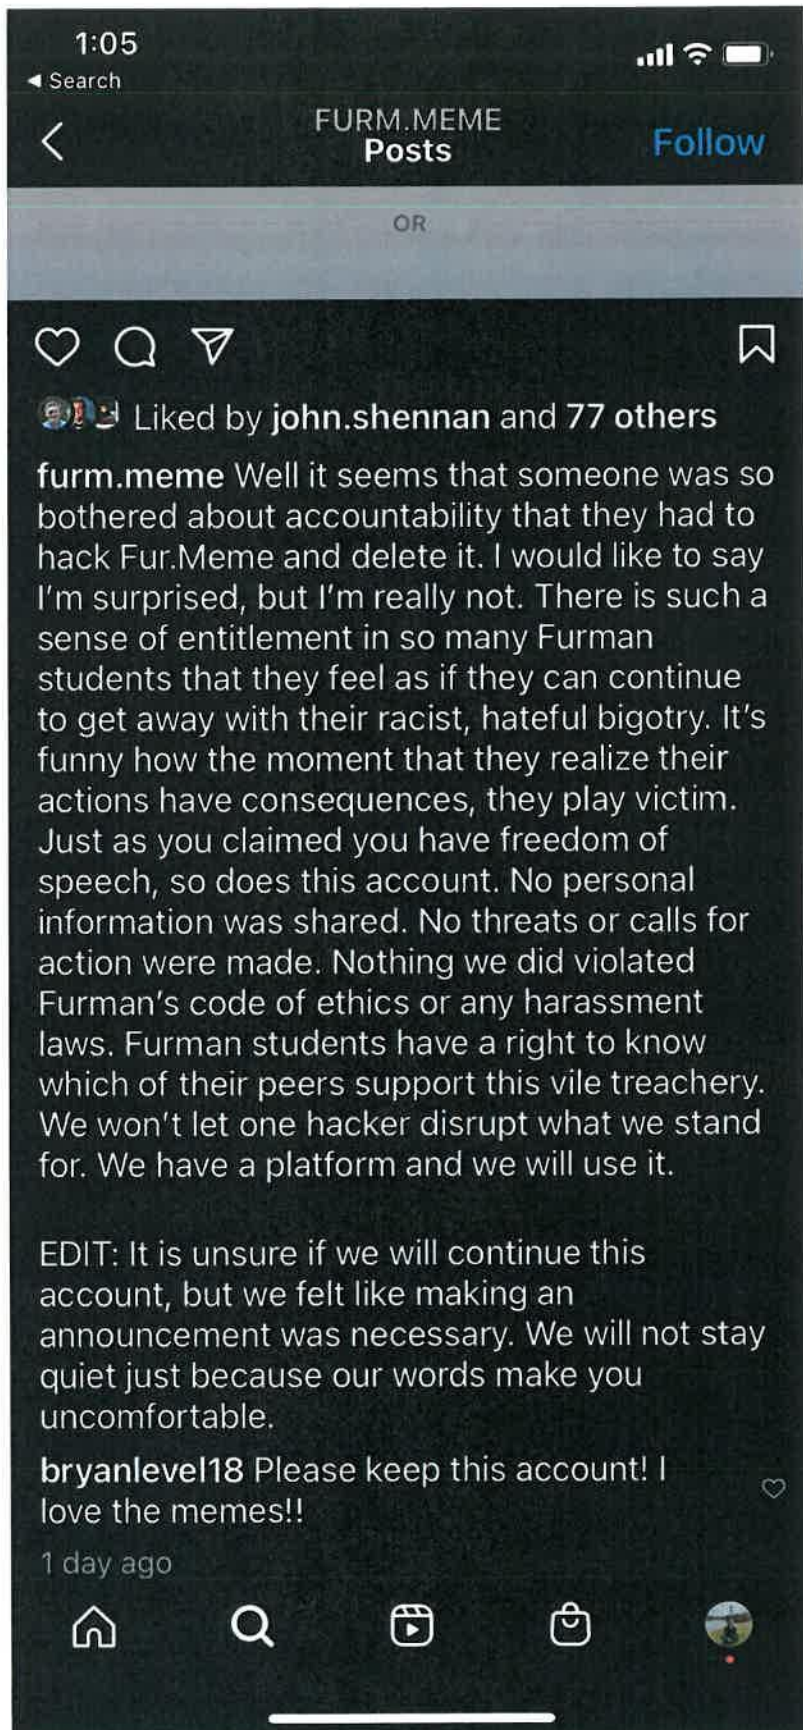 1:05
Search
FURM.MEME
Posts
Follow
OR
Liked by john.shennan and 77 others
furm.meme Well it seems that someone was so
bothered about accountability that they had to
hack Fur.Meme and delete it. I would like to say
I'm surprised, but I'm really not. There is such a
sense of entitlement in so many Furman
students that they feel as if they can continue
to get away with their racist, hateful bigotry. It's
funny how the moment that they realize their
actions have consequences, they play victim.
Just as you claimed you have freedom of
speech, so does this account. No personal
information was shared. No threats or calls for
action were made. Nothing we did violated
Furman's code of ethics or any harassment
laws. Furman students have a right to know
which of their peers support this vile treachery.
We won't let one hacker disrupt what we stand
for. We have a platform and we will use it.
EDIT: It is unsure if we will continue this
account, but we felt like making an
announcement was necessary. We will not stay
quiet just because our words make you
uncomfortable.
bryanlevel18 Please keep this account! I
love the memes!!
1 day ago